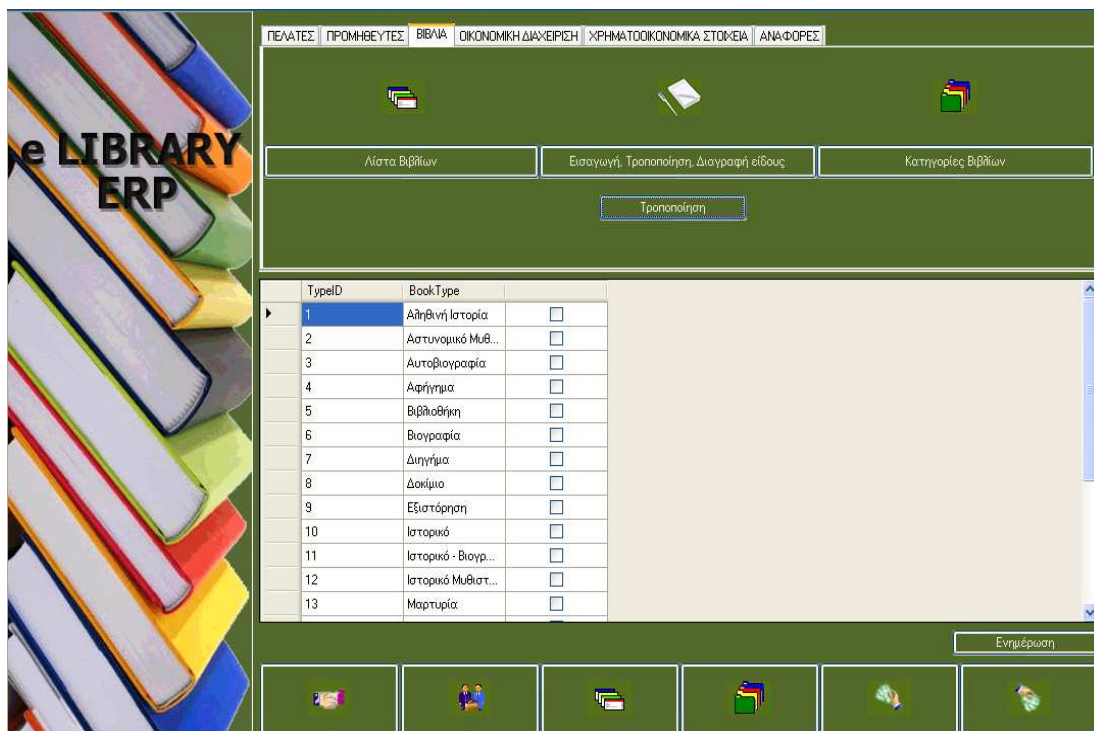 e LIBRARY
ERP
ΠΕΛΑΤΕΣ ΠΡΟΜΗΘΕΥΤΕΣ ΒΙΒΛΙΑ ΟΙΚΟΝΟΜΙΚΗ ΔΙΑΧΕΙΡΙΣΗ ΧΡΗΜΑΤΟΟΙΚΟΝΟΜΙΚΑ ΣΤΟΙΧΕΙΑ ΑΝΑΦΟΡΕΣ
Λίστα Βιβλίων Εισαγωγή, Τροποποίηση, Διαγραφή είδους Κατηγορίες Βιβλίων
Τροποποίηση
TypeID BookType
1 Αληθινή Ιστορία
2 Αστυνομικό Μυθ...
3 Αυτοβιογραφία
4 Αφήγημα
5 Βιβλιοθήκη
6 Βιογραφία
7 Διηγήμα
8 Δοκίμιο
9 Εξιστόρηση
10 Ιστορικό
11 Ιστορικό - Βιογρ...
12 Ιστορικό Μυθιστ...
13 Μαρτυρία
Ενημέρωση